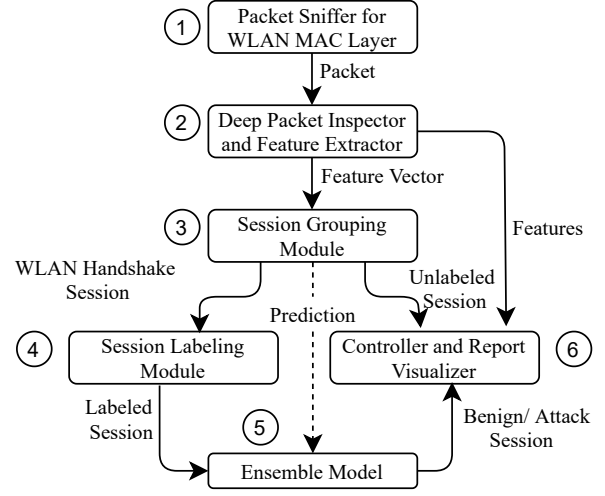 1
Packet Sniffer for
WLAN MAC Layer
Packet
2
Deep Packet Inspector
and Feature Extractor
Feature Vector
Features
3
Session Grouping
Module
WLAN Handshake
Session
Unlabeled
Session
Prediction
4
Session Labeling
Module
Controller and Report
Visualizer
6
Labeled
Session
5
Benign/ Attack
Session
Ensemble Model